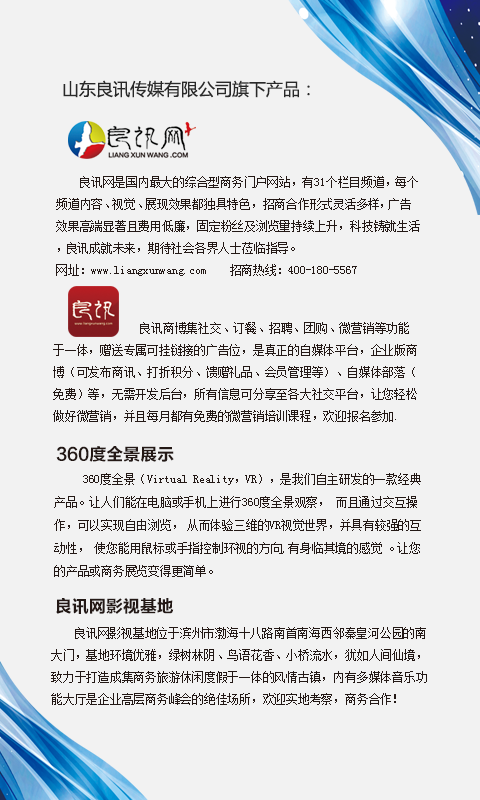 山东良讯传媒有限公司旗下产品：
良讯网
LIANG XUN WANG .COM
良讯网是国内最大的综合型商务门户网站，有31个栏目频道，每个
频道内容、视觉、展现效果都独具特色，招商合作形式灵活多样，广告
效果高端显著且费用低廉，固定粉丝及浏览量持续上升，科技铸就生活
，良讯成就未来，期待社会各界人士莅临指导。
网址：www.liangxunwang.com 招商热线：400-180-5567
良讯
www.liangxunwang.com
良讯商博集社交、订餐、招聘、团购、微营销等功能
于一体，赠送专属可挂链接的广告位，是真正的自媒体平台，企业版商
博（可发布商讯、打折积分、馈赠礼品、会员管理等）、自媒体部落（
免费）等，无需开发后台，所有信息可分享至各大社交平台，让您轻松
做好微营销，并且每月都有免费的微营销培训课程，欢迎报名参加.
360度全景展示
360度全景（Virtual Reality，VR），是我们自主研发的一款经典
产品。让人们能在电脑或手机上进行360度全景观察， 而且通过交互操
作，可以实现自由浏览， 从而体验三维的VR视觉世界，并具有较强的互
动性， 使您能用鼠标或手指控制环视的方向,有身临其境的感觉 。让您
的产品或商务展览变得更简单。
良讯网影视基地
良讯网影视基地位于滨州市渤海十八路南首南海西邻秦皇河公园的南
大门，基地环境优雅，绿树林阴、鸟语花香、小桥流水，犹如人间仙境，
致力于打造成集商务旅游休闲度假于一体的风情古镇，内有多媒体音乐功
能大厅是企业高层商务峰会的绝佳场所，欢迎实地考察，商务合作！